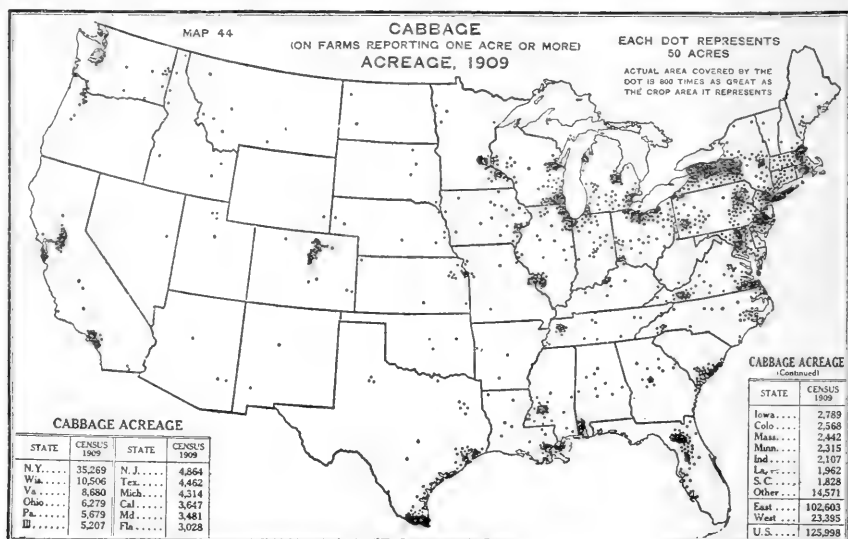 MAP 44
CABBAGE
(ON FARMS REPORTING ONE ACRE OR MORE)
ACREAGE, 1909
EACH DOT REPRESENTS
50 ACRES
ACTUAL AREA COVERED BY THE
DOT IS 800 TIMES AS GREAT AS
THE CROP AREA IT REPRESENTS
CABBAGE ACREAGE
STATE CENSUS 1909 STATE CENSUS 1909
N.Y. 35,269 N. J. 4,864
Wis. 10,506 Tex. 4,462
Va. 8,680 Mich. 4,314
Ohio 6,279 Cal. 3,647
Pa. 5,679 Md. 3,481
Ill. 5,207 Fla. 3,028
CABBAGE ACREAGE
(Continued)
STATE CENSUS 1909
Iowa 2,789
Colo. 2,568
Mass. 2,442
Minn. 2,315
Ind. 2,107
La. 1,962
S. C. 1,828
Other 14,571
East 102,603
West 23,395
U.S. 125,998